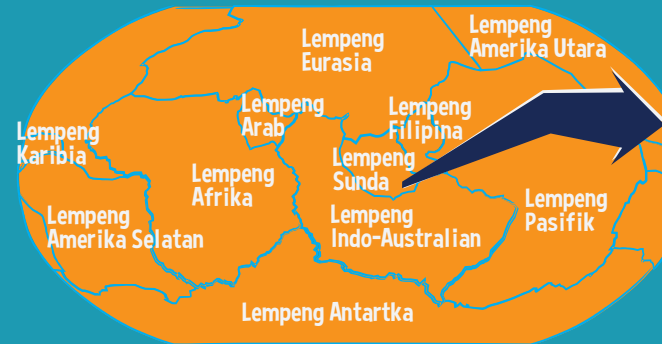 Lempeng
Eurasia
Lempeng
Amerika Utara
Lempeng
Arab
Lempeng
Filipina
Lempeng
Karibia
Lempeng
Sunda
Lempeng
Afrika
Lempeng
Pasifik
Lempeng
Amerika Selatan
Lempeng
Indo-Australian
Lempeng Antartka